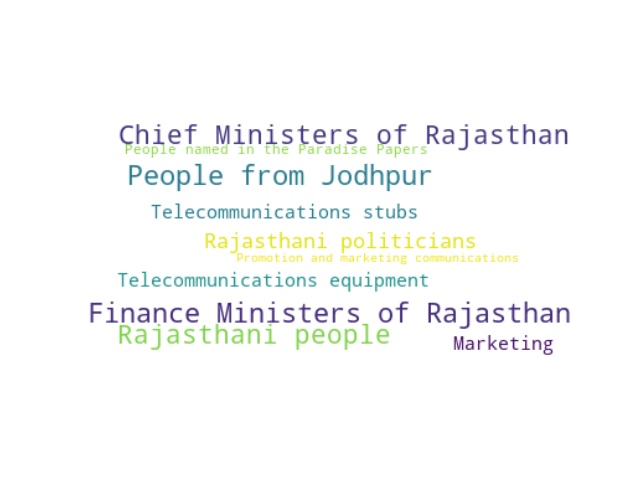 Chief Ministers of Rajasthan
People named in the Paradise Papers
People from Jodhpur
Telecommunications stubs
Rajasthani politicians
Promotion and marketing communications
Telecommunications equipment
Finance Ministers of Rajasthan
Rajasthani people
Marketing